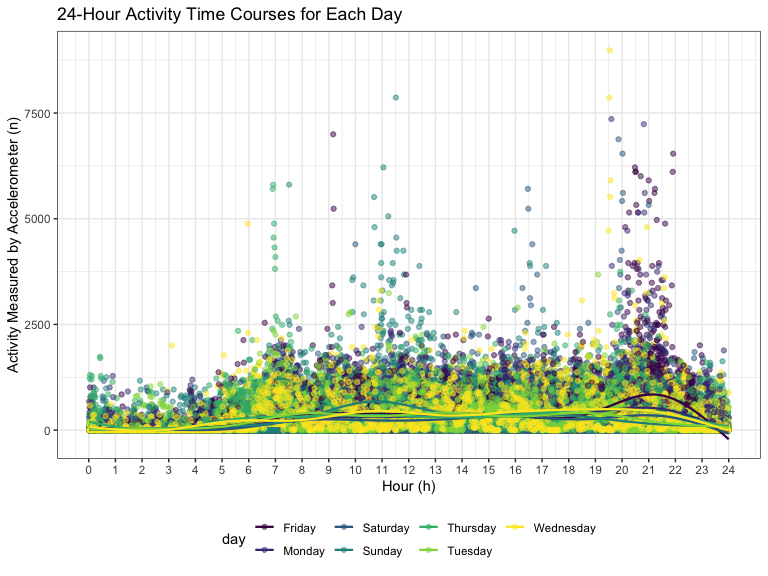 24-Hour Activity Time Courses for Each Day
Activity Measured by Accelerometer (n)
7500
5000
2500
0
0 1 2 3 4 5 6 7 8 9 10 11 12 13 14 15 16 17 18 19 20 21 22 23 24
Hour (h)
day
Friday Saturday Thursday Wednesday
Monday Sunday Tuesday